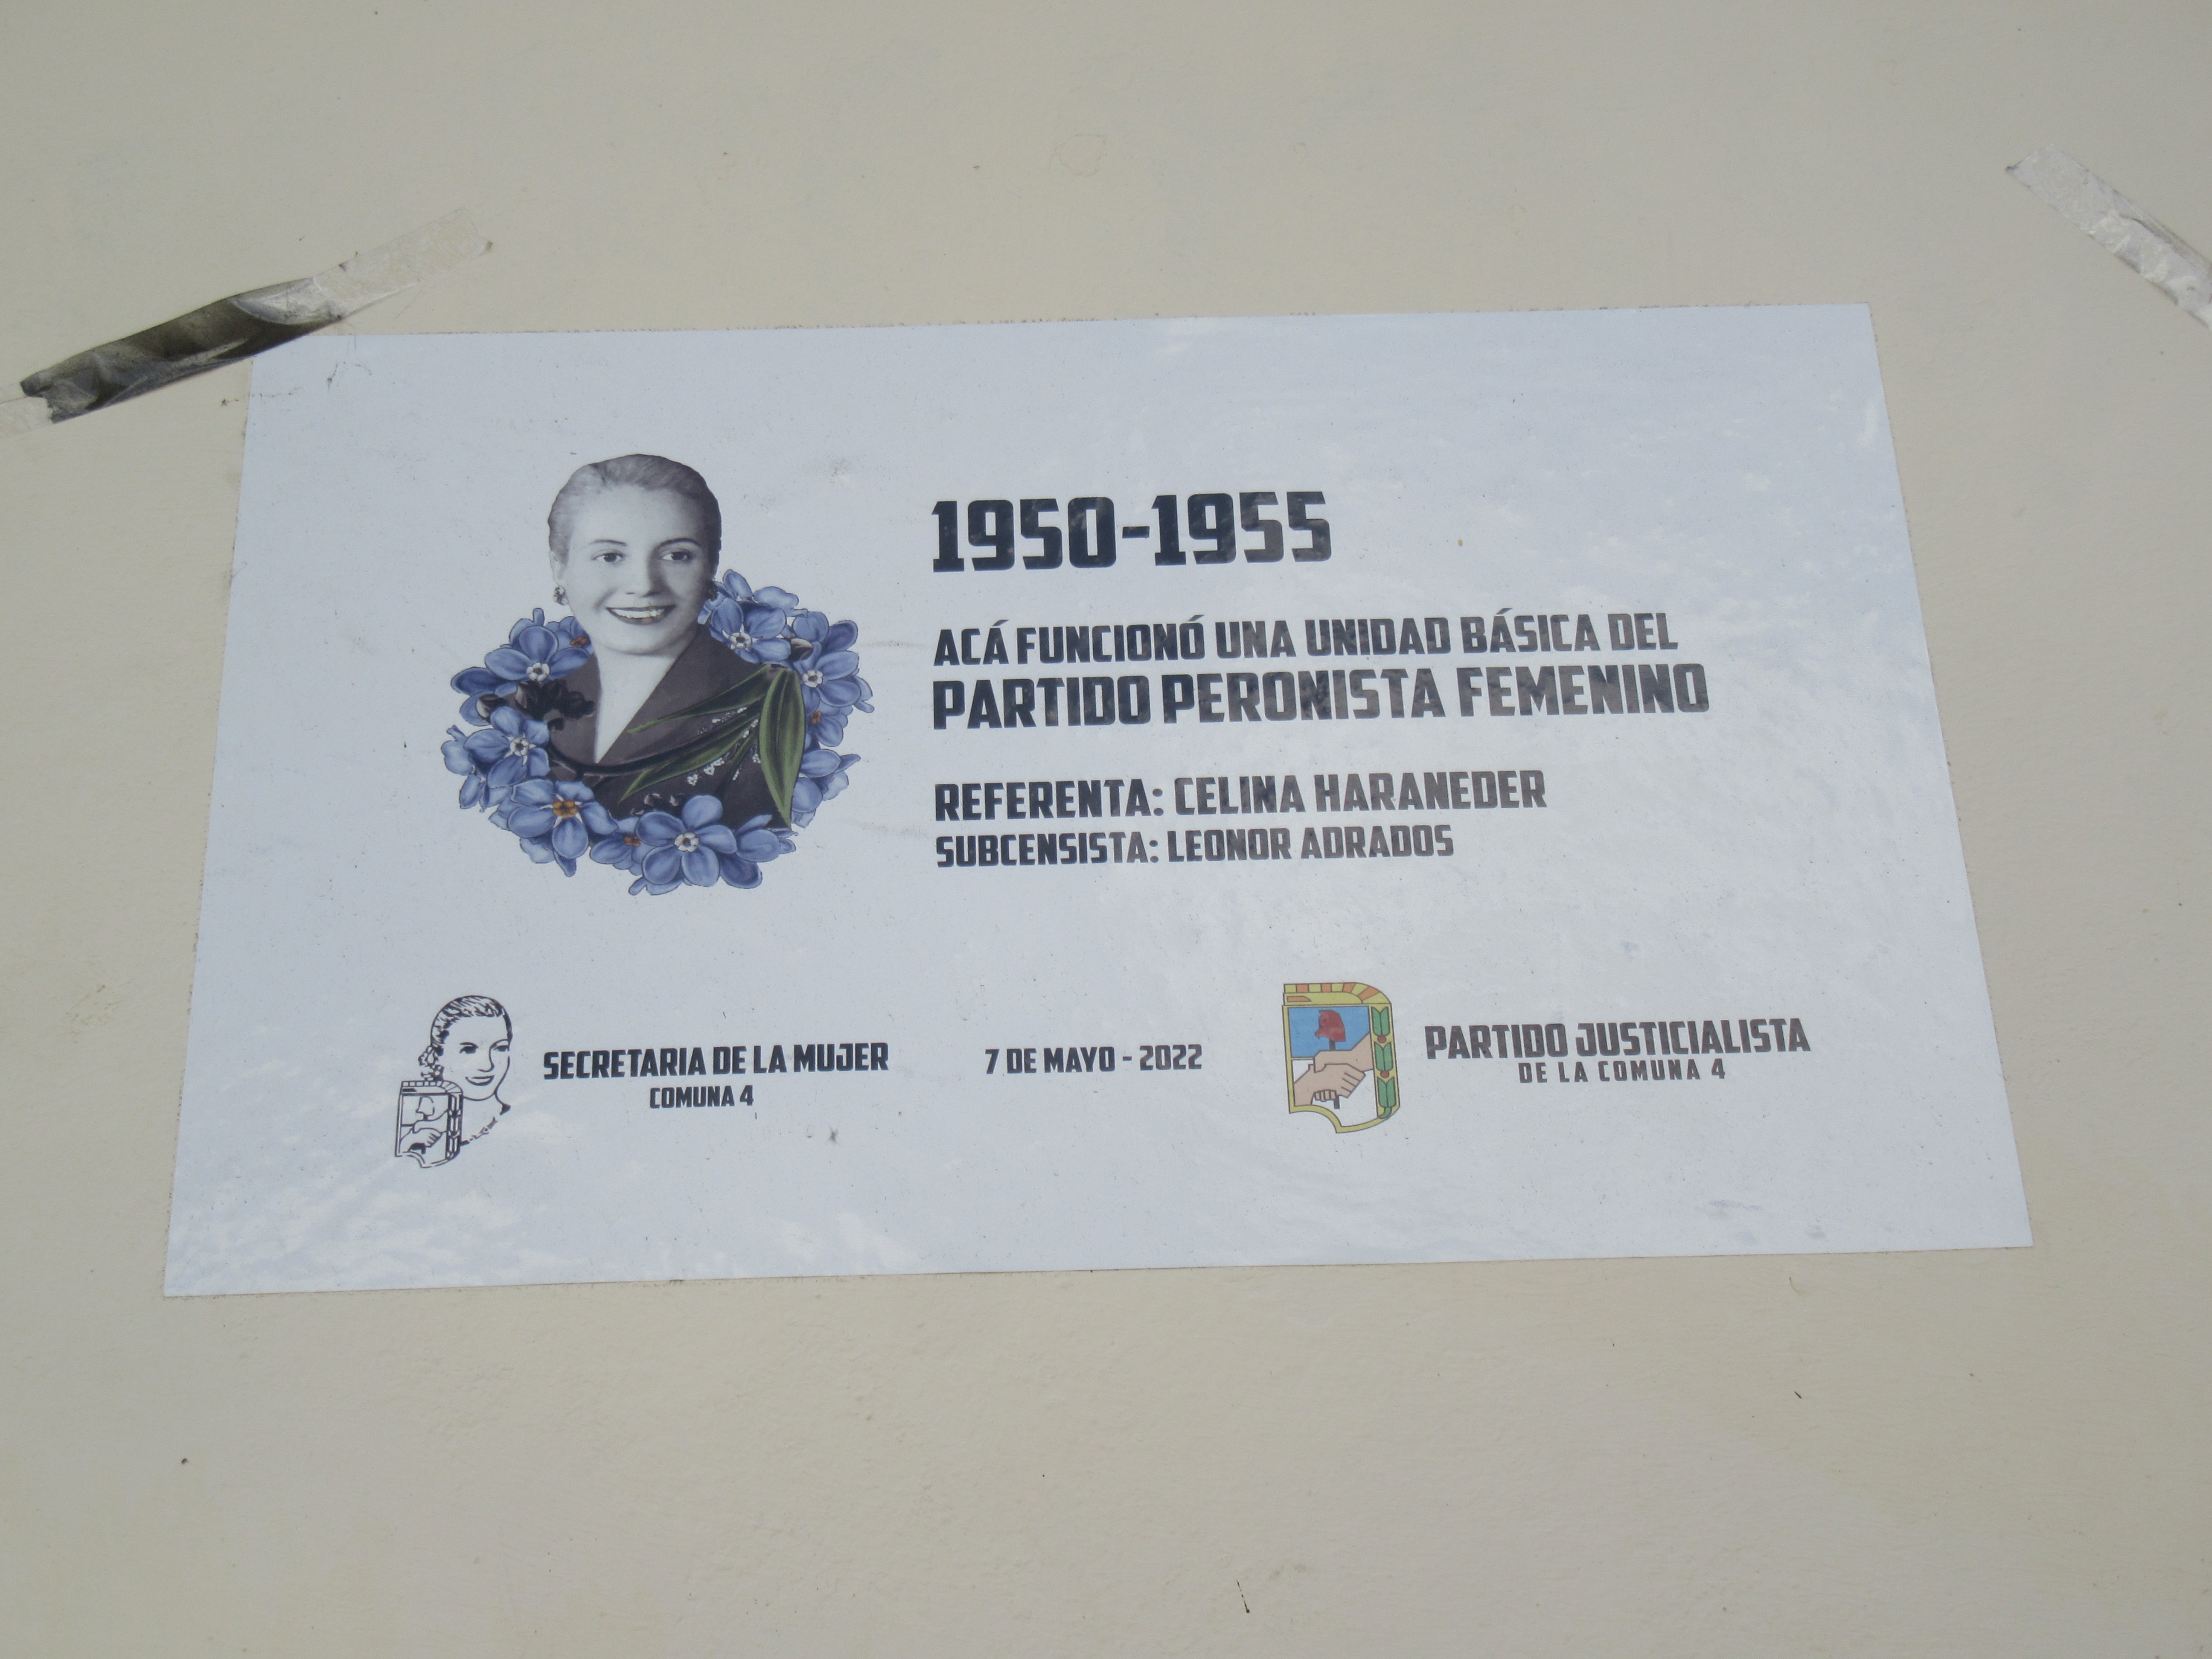 1950-1955
ACÁ FUNCIONÓ UNA UNIDAD BÁSICA DEL
PARTIDO PERONISTA FEMENINO
REFERENTA: CELINA HARANEDER
SUBCENSISTA: LEONOR ADRADOS
SECRETARIA DE LA MUJER
COMUNA 4
7 DE MAYO - 2022
PARTIDO JUSTICIALISTA
DE LA COMUNA 4